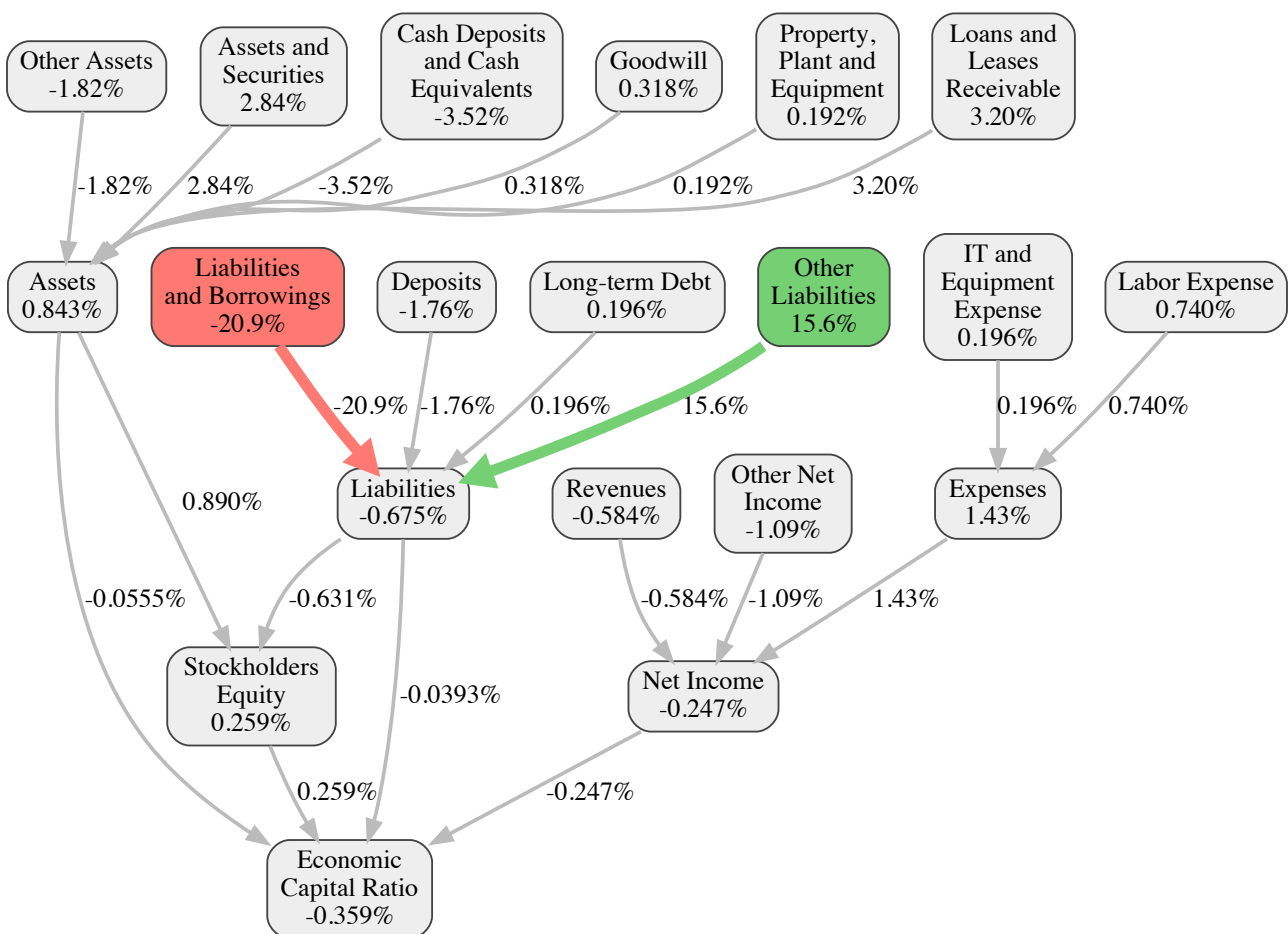 Other Assets
-1.82%
Assets and
Securities
2.84%
Cash Deposits
and Cash
Equivalents
-3.52%
Goodwill
0.318%
Property,
Plant and
Equipment
0.192%
Loans and
Leases
Receivable
3.20%
-1.82%
2.84%
-3.52%
0.318%
0.192%
3.20%
Assets
0.843%
Liabilities
and Borrowings
-20.9%
Deposits
-1.76%
Long-term Debt
0.196%
Other
Liabilities
15.6%
IT and
Equipment
Expense
0.196%
Labor Expense
0.740%
-20.9%
-1.76%
0.196%
15.6%
0.196%
0.740%
0.890%
Liabilities
-0.675%
Revenues
-0.584%
Other Net
Income
-1.09%
Expenses
1.43%
-0.0555%
-0.631%
-0.584%
-1.09%
1.43%
Stockholders
Equity
0.259%
-0.0393%
Net Income
-0.247%
0.259%
-0.247%
Economic
Capital Ratio
-0.359%